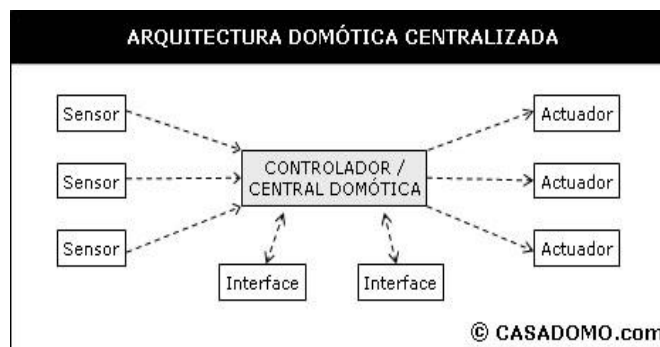 ARQUITECTURA DOMÓTICA CENTRALIZADA
Sensor
Actuador
CONTROLADOR /
CENTRAL DOMÓTICA
Sensor
Actuador
Sensor
Actuador
Interface
Interface
© CASADOMO.com